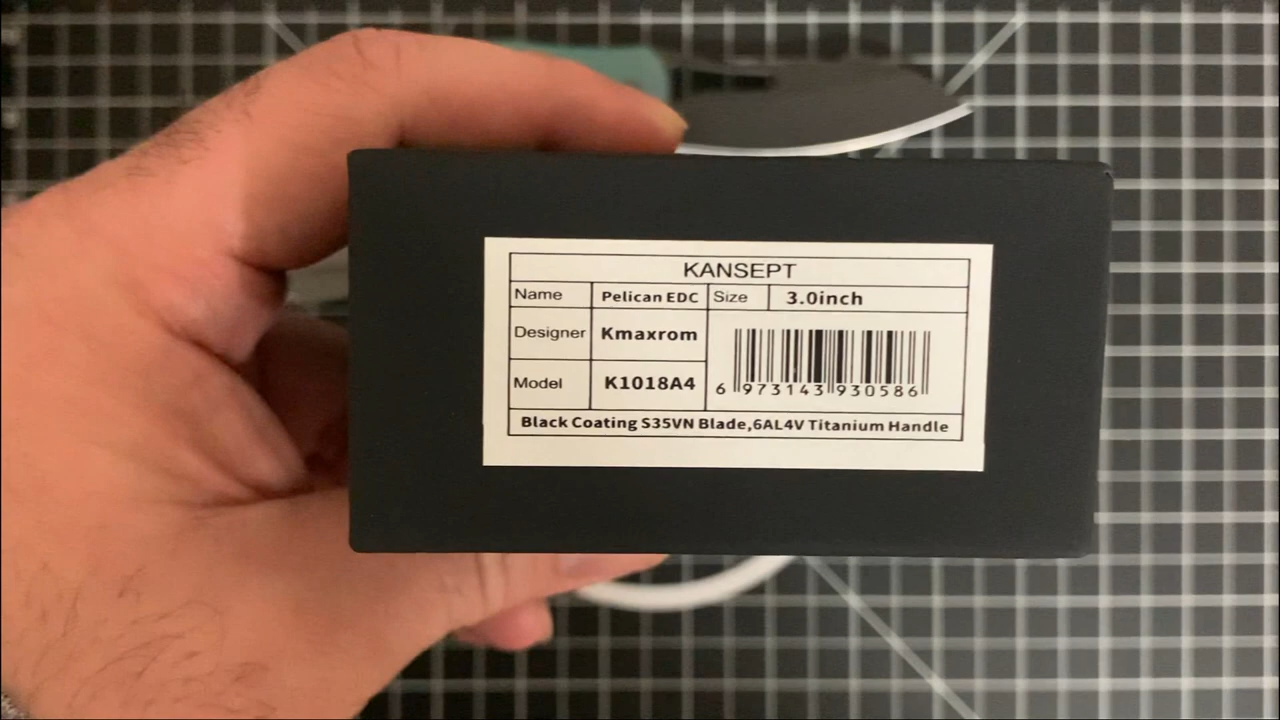 KANSEPT
Name Pelican EDC Size 3.0inch
Designer Kmaxrom
Model K1018A4
6 973143 930586
Black Coating S35VN Blade,6AL4V Titanium Handle